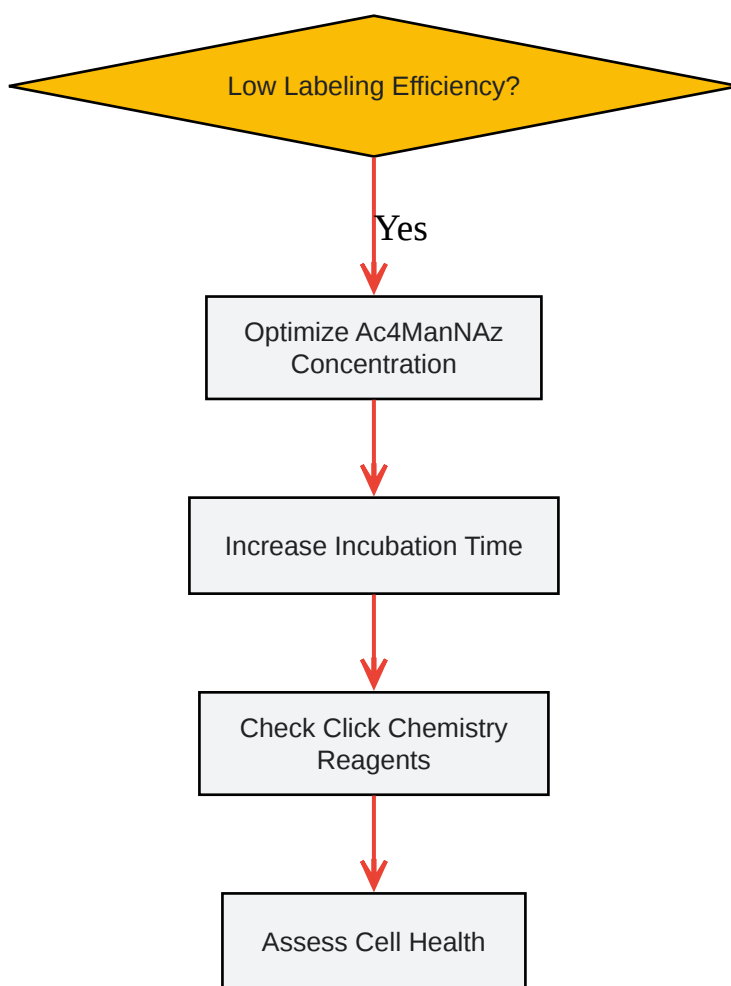 Low Labeling Efficiency?
Yes
Optimize Ac4ManNAz
Concentration
Increase Incubation Time
Check Click Chemistry
Reagents
Assess Cell Health